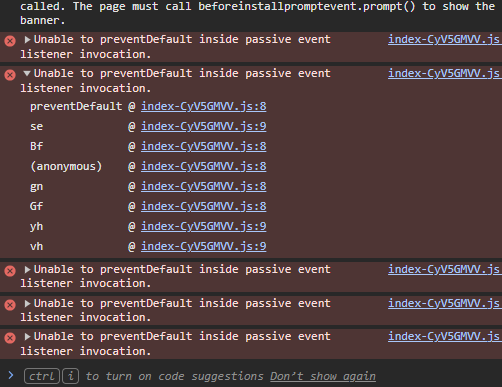 called. The page must call beforeinstallpromptevent.prompt() to show the
banner.
Unable to preventDefault inside passive event index-CyV5GMVV.js
listener invocation.
Unable to preventDefault inside passive event index-CyV5GMVV.js
listener invocation.
preventDefault @ index-CyV5GMVV.js:8
se @ index-CyV5GMVV.js:9
Bf @ index-CyV5GMVV.js:8
(anonymous) @ index-CyV5GMVV.js:8
gn @ index-CyV5GMVV.js:8
Gf @ index-CyV5GMVV.js:8
yh @ index-CyV5GMVV.js:9
vh @ index-CyV5GMVV.js:9
Unable to preventDefault inside passive event index-CyV5GMVV.js
listener invocation.
Unable to preventDefault inside passive event index-CyV5GMVV.js
listener invocation.
Unable to preventDefault inside passive event index-CyV5GMVV.js
listener invocation.
ctrl i to turn on code suggestions Don't show again